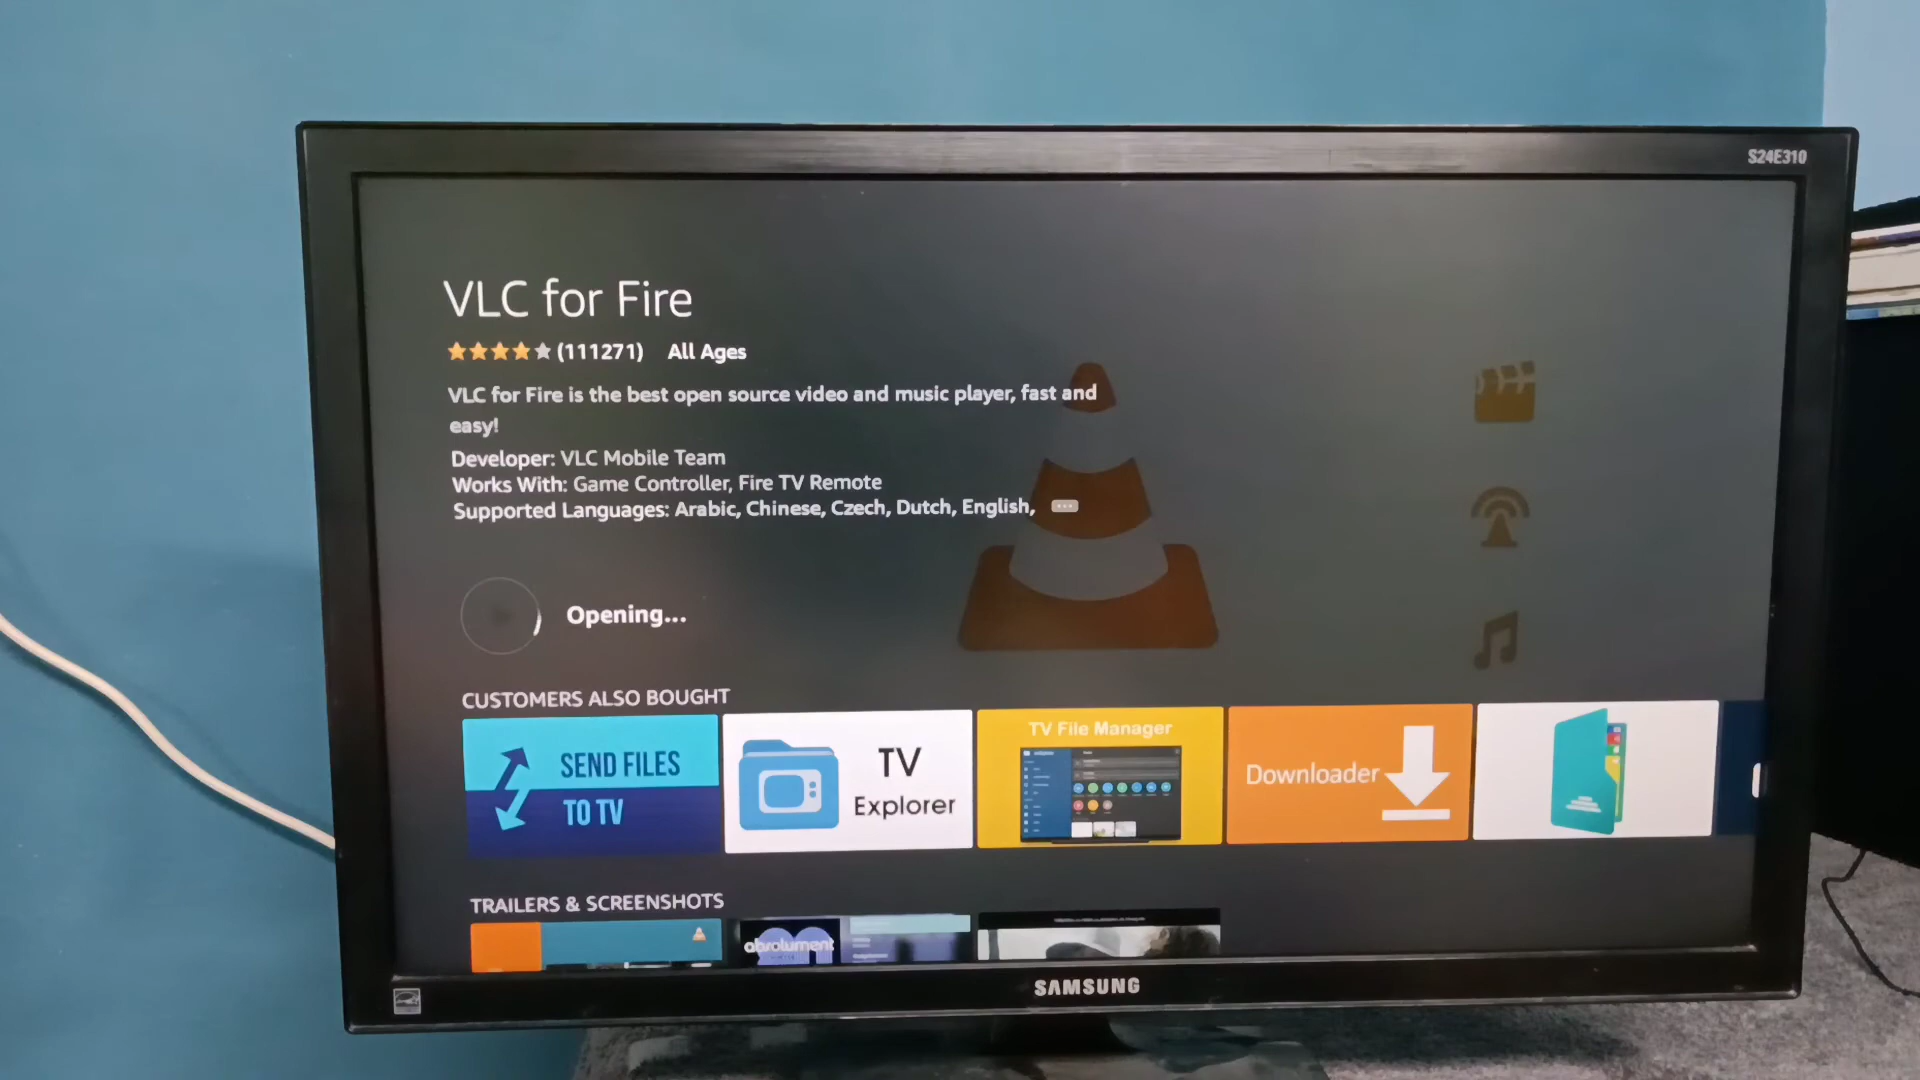 S24E310
VLC for Fire
(111271) All Ages
VLC for Fire is the best open source video and music player, fast and
easy!
Developer: VLC Mobile Team
Works With: Game Controller, Fire TV Remote
Supported Languages: Arabic, Chinese, Czech, Dutch, English,
Opening...
CUSTOMERS ALSO BOUGHT
SEND FILES
TO TV
TV
Explorer
TV File Manager
Downloader
TRAILERS & SCREENSHOTS
SAMSUNG